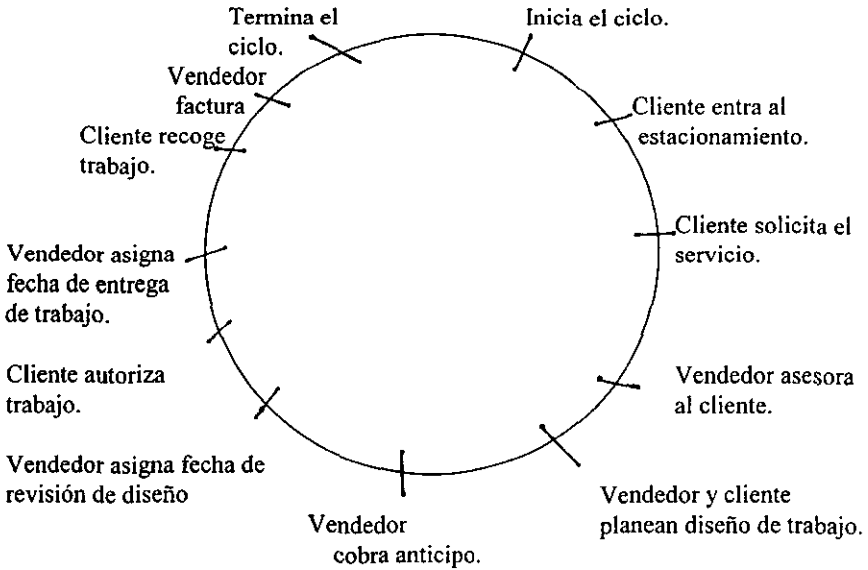 Termina el
ciclo.
Inicia el ciclo.
Vendedor
factura
Cliente entra al
estacionamiento.
Cliente recoge
trabajo.
Cliente solicita el
servicio.
Vendedor asigna
fecha de entrega
de trabajo.
Cliente autoriza
trabajo.
Vendedor asesora
al cliente.
Vendedor asigna fecha de
revisión de diseño
Vendedor y cliente
planean diseño de trabajo.
Vendedor
cobra anticipo.